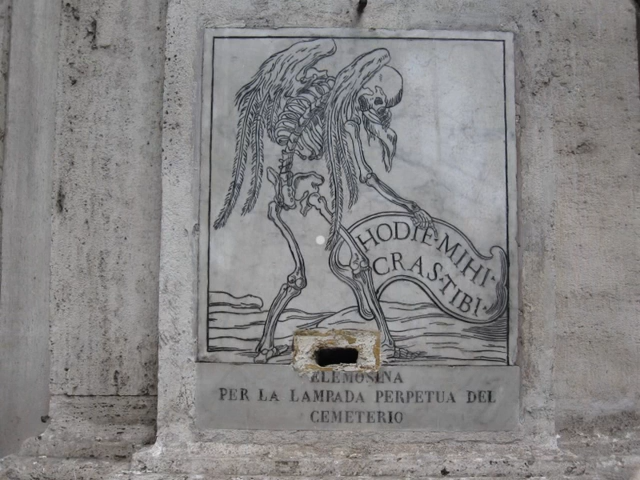 HODIE·MIHI·
CRAS·TIBI·
ELEMOSINA
PER LA LAMPADA PERPETUA DEL
CEMETERIO